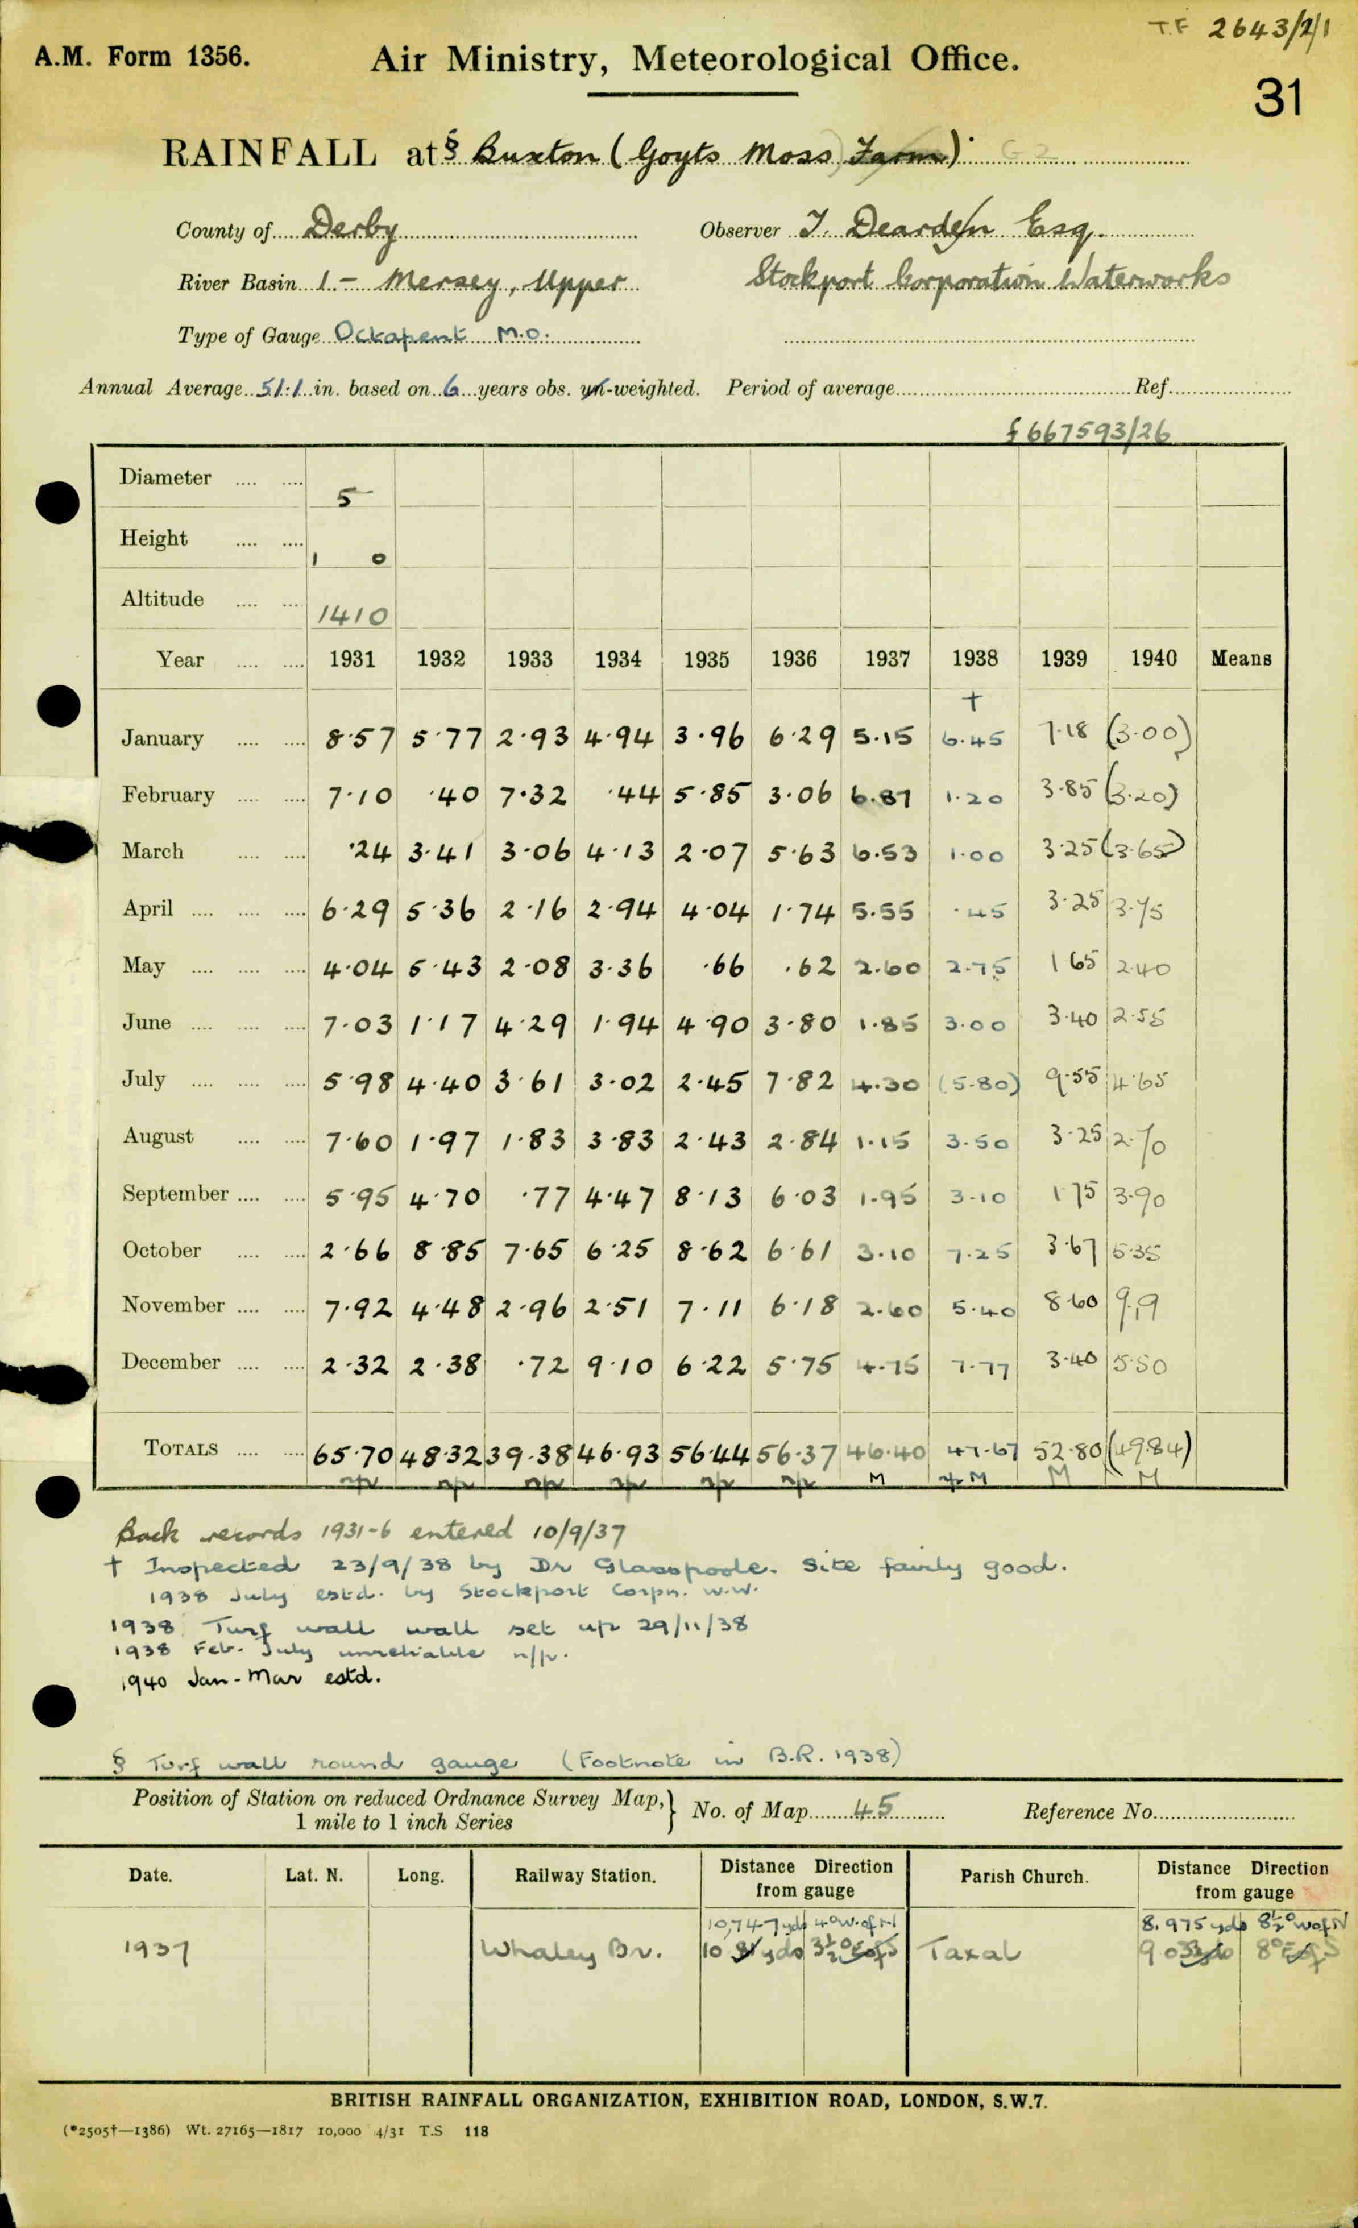 T.F 2643/2/1
A.M. Form 1356. Air Ministry, Meteorological Office.
31
RAINFALL at § Buxton (Goyts Moss) Farm) G2
County of Derby Observer T. Dearden Esq.
River Basin 1 - Mersey, Upper Stockport Corporation Waterworks
Type of Gauge Octapent M.O.
Annual Average 51.1 in. based on 6 years obs. un-weighted. Period of average Ref.
f 667593/26
Diameter 5
Height 1 0
Altitude 1410
Year 1931 1932 1933 1934 1935 1936 1937 1938 1939 1940 Means
†
January 8.57 5.77 2.93 4.94 3.96 6.29 5.15 6.45 7.18 (3.00)
February 7.10 .40 7.32 .44 5.85 3.06 6.87 1.20 3.85 (3.20)
March .24 3.41 3.06 4.13 2.07 5.63 6.53 1.00 3.25 (3.65)
April 6.29 5.36 2.16 2.94 4.04 1.74 5.55 .45 3.25 3.75
May 4.04 5.43 2.08 3.36 .66 .62 2.60 2.75 1.65 2.40
June 7.03 1.17 4.29 1.94 4.90 3.80 1.85 3.00 3.40 2.55
July 5.98 4.40 3.61 3.02 2.45 7.82 4.30 (5.80) 9.55 4.65
August 7.60 1.97 1.83 3.83 2.43 2.84 1.15 3.50 3.25 2.70
September 5.95 4.70 .77 4.47 8.13 6.03 1.95 3.10 1.75 3.90
October 2.66 8.85 7.65 6.25 8.62 6.61 3.10 7.25 3.67 5.35
November 7.92 4.48 2.96 2.51 7.11 6.18 2.60 5.40 8.60 9.19
December 2.32 2.38 .72 9.10 6.22 5.75 4.75 7.77 3.40 5.50
TOTALS 65.70 48.32 39.38 46.93 56.44 56.37 46.40 47.67 52.80 (49.84)
n/p n/p n/p n/p n/p n/p M n/p M M M
Back records 1931-6 entered 10/9/37
† Inspected 23/9/38 by Dr Glasspoole. Site fairly good.
1938 July estd. by Stockport Corpn. W.W.
1938 Turf wall wall set up 29/11/38
1938 Feb. July unreliable n/p.
1940 Jan-Mar estd.
§ Turf wall round gauge (Footnote in B.R. 1938)
Position of Station on reduced Ordnance Survey Map, } No. of Map 45 Reference No.
1 mile to 1 inch Series
Date. Lat. N. Long. Railway Station. Distance Direction Parish Church. Distance Direction
from gauge from gauge
10,747 yds 4° W. of N 8,975 yds 8½° W of N
1937 Whaley Br. yds 3½° E of S Taxal 8° E of S
BRITISH RAINFALL ORGANIZATION, EXHIBITION ROAD, LONDON, S.W.7.
(*2505†—1386) Wt. 27165—1817 10,000 4/31 T.S 118